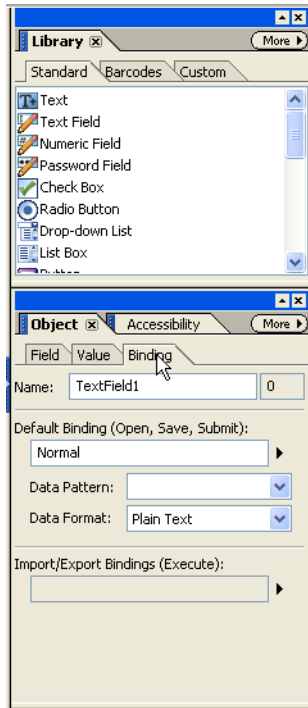 Library More
Standard Barcodes Custom
Text
Text Field
Numeric Field
Password Field
Check Box
Radio Button
Drop-down List
List Box
Button
Object Accessibility More
Field Value Binding
Name: TextField1 0
Default Binding (Open, Save, Submit):
Normal
Data Pattern:
Data Format: Plain Text
Import/Export Bindings (Execute):